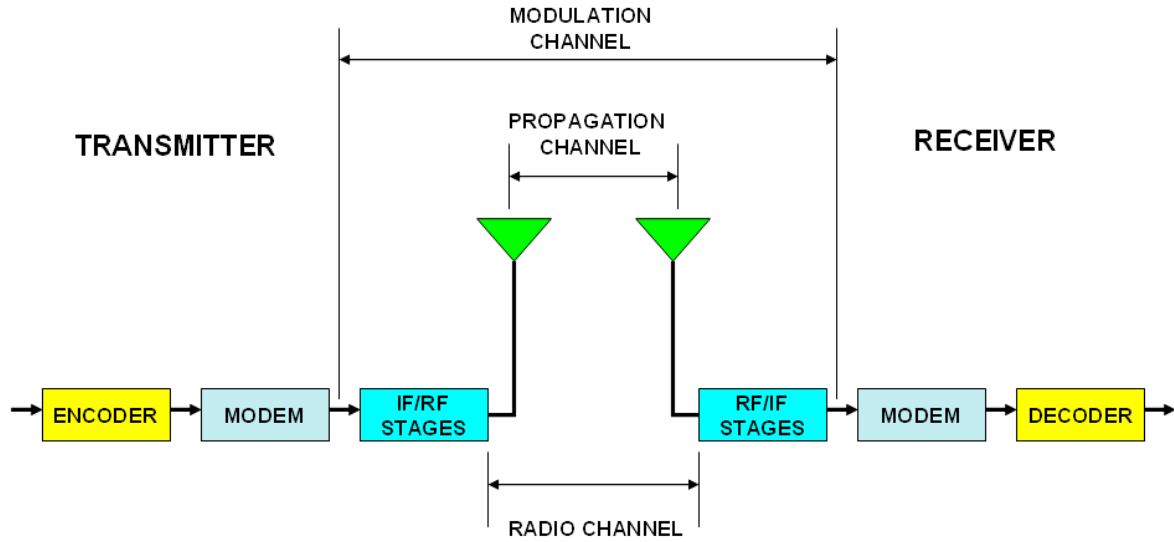 MODULATION
CHANNEL
PROPAGATION
CHANNEL
TRANSMITTER
RECEIVER
ENCODER
MODEM
IF/RF
STAGES
RF/IF
STAGES
MODEM
DECODER
RADIO CHANNEL